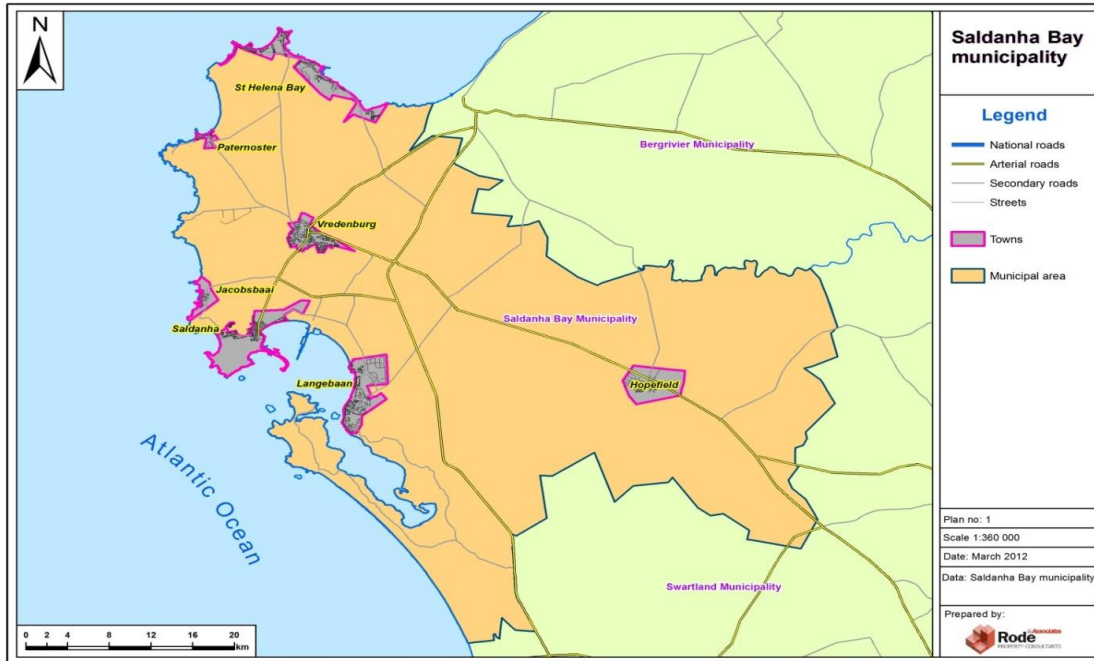 N
St Helena Bay
Paternoster
Vredenburg
Jacobsbaai
Saldanha
Langebaan
Hopefield
Bergrivier Municipality
Saldanha Bay Municipality
Swartland Municipality
Atlantic Ocean
0 2 4 8 12 16 20
km
Saldanha Bay
municipality
Legend
National roads
Arterial roads
Secondary roads
Streets
Towns
Municipal area
Plan no: 1
Scale 1:360 000
Date: March 2012
Data: Saldanha Bay municipality
Prepared by:
Rode &Associates
PROPERTY CONSULTANTS